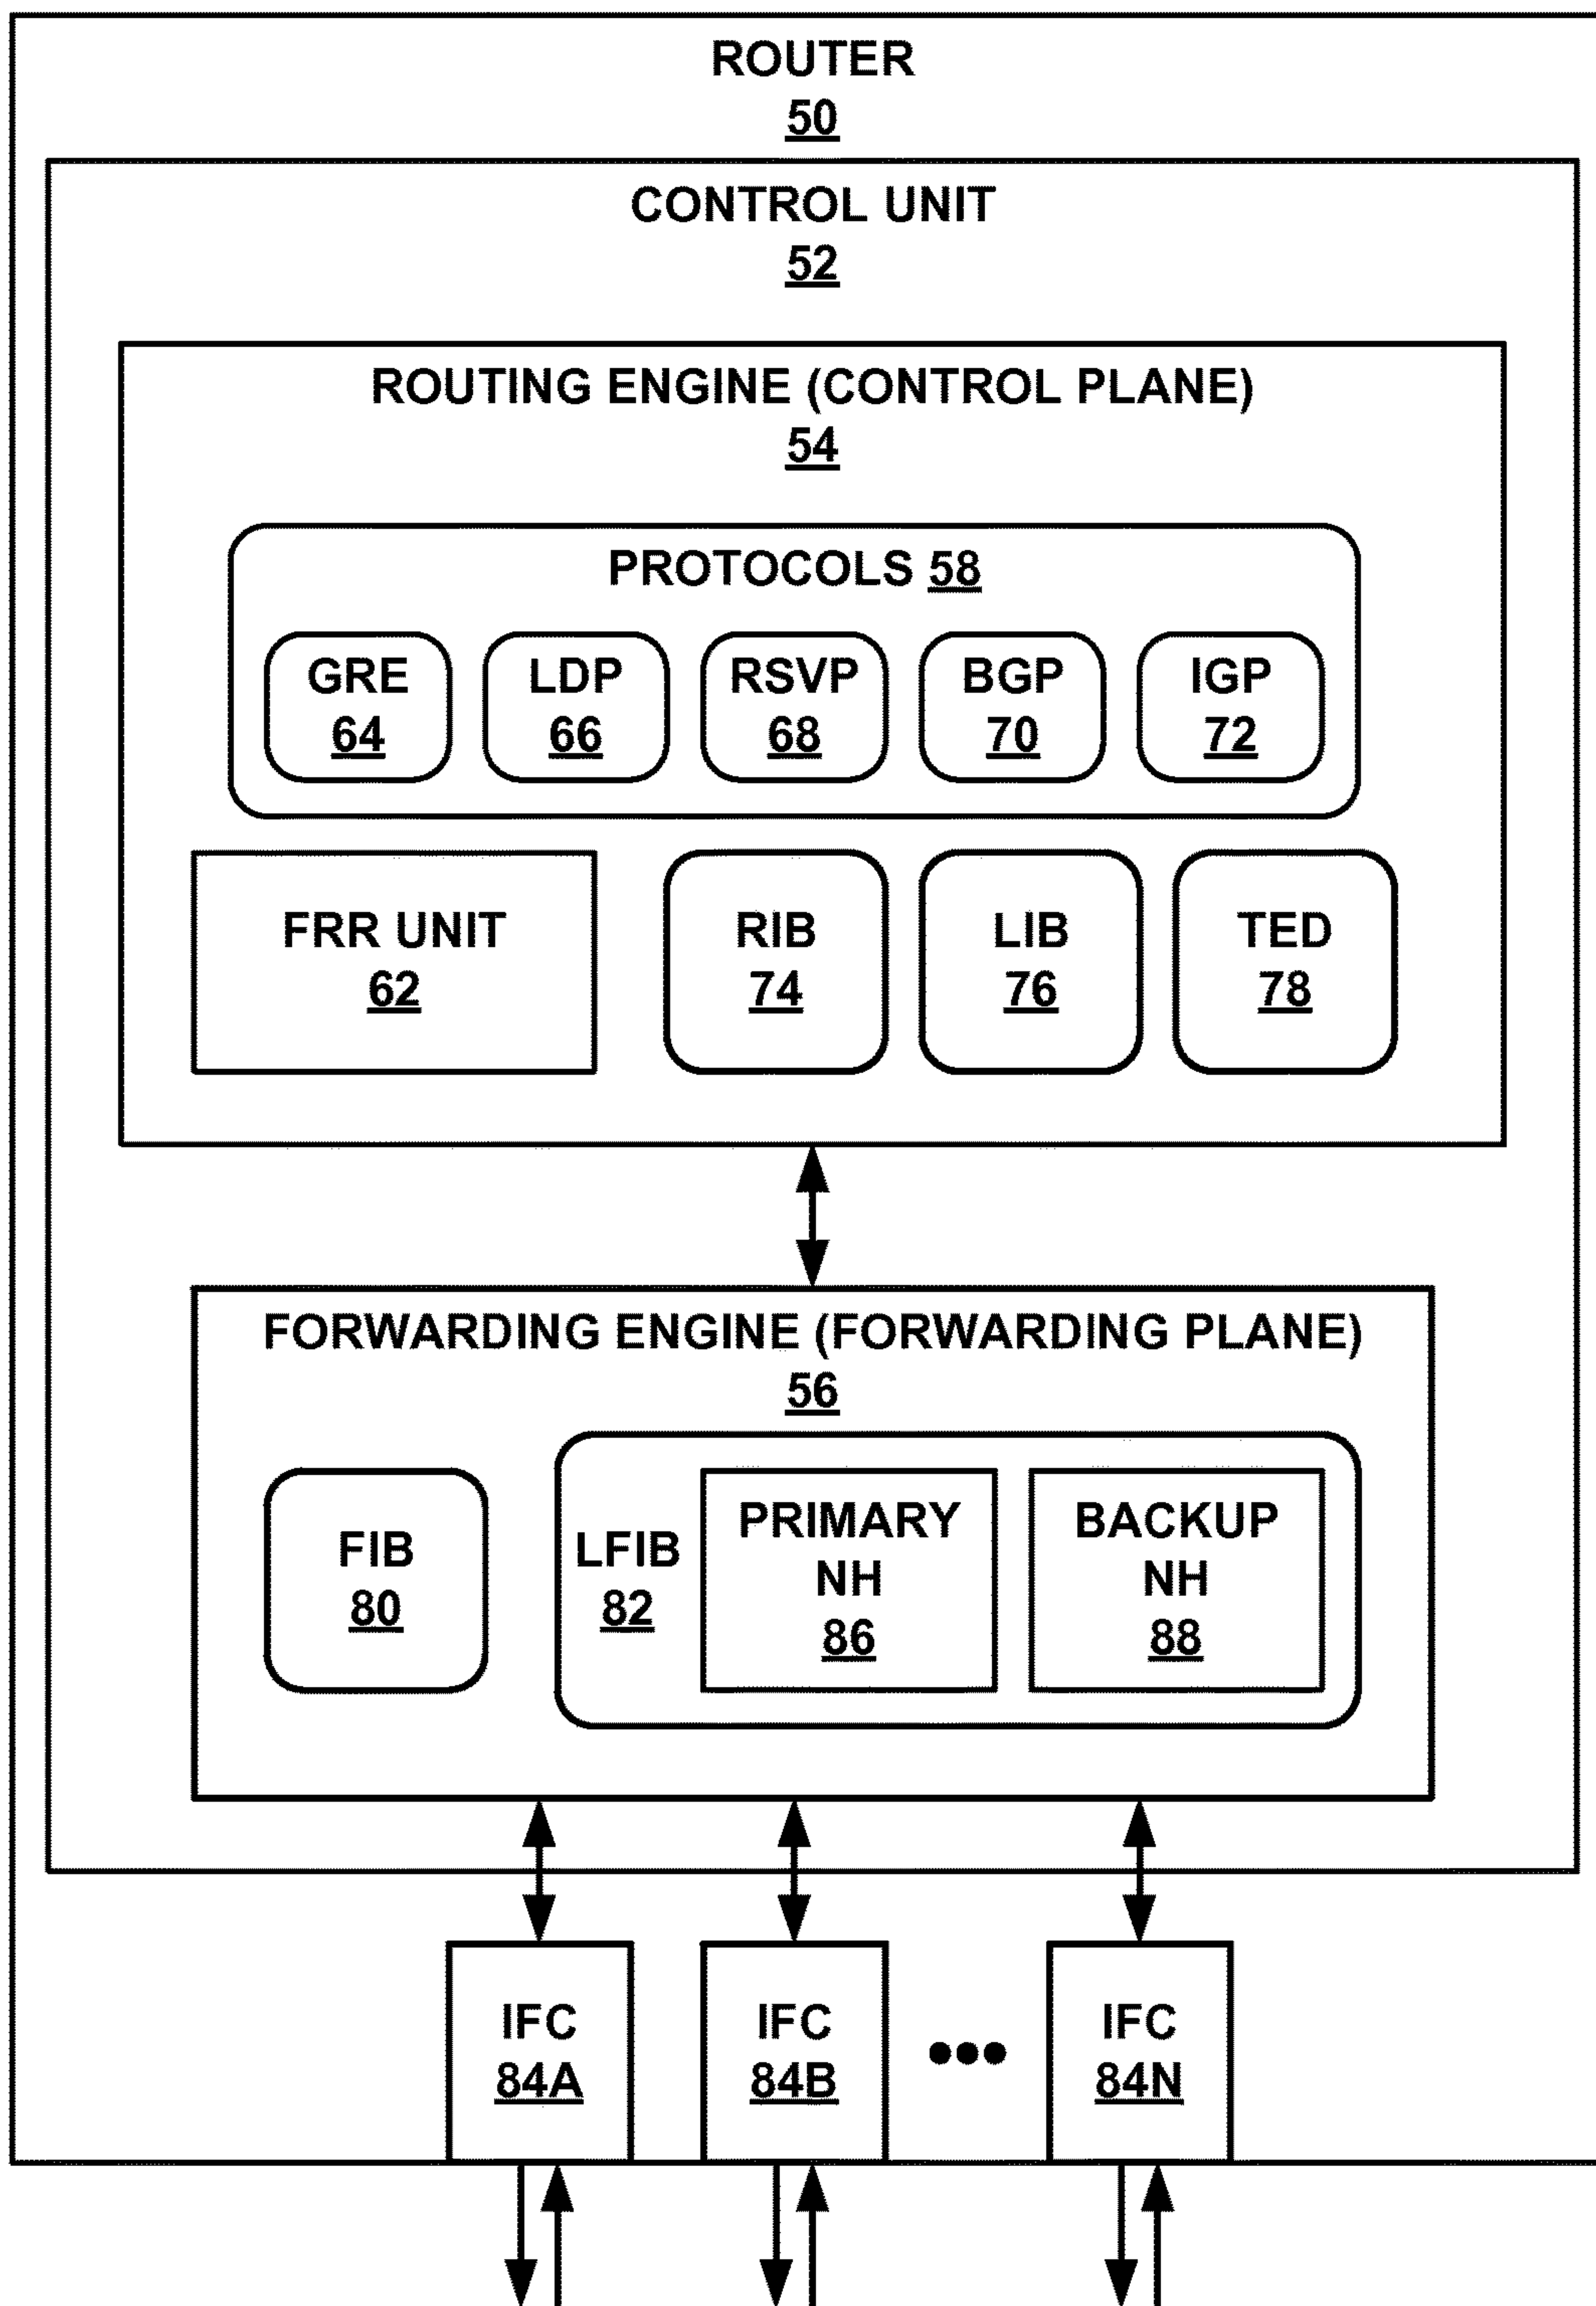 ROUTER
50
CONTROL UNIT
52
ROUTING ENGINE (CONTROL PLANE)
54
PROTOCOLS 58
GRE LDP RSVP BGP IGP
64 66 68 70 72
FRR UNIT RIB LIB TED
62 74 76 78
FORWARDING ENGINE (FORWARDING PLANE)
56
FIB
80
LFIB
82
PRIMARY
NH
86
BACKUP
NH
88
IFC IFC IFC
84A 84B 84N